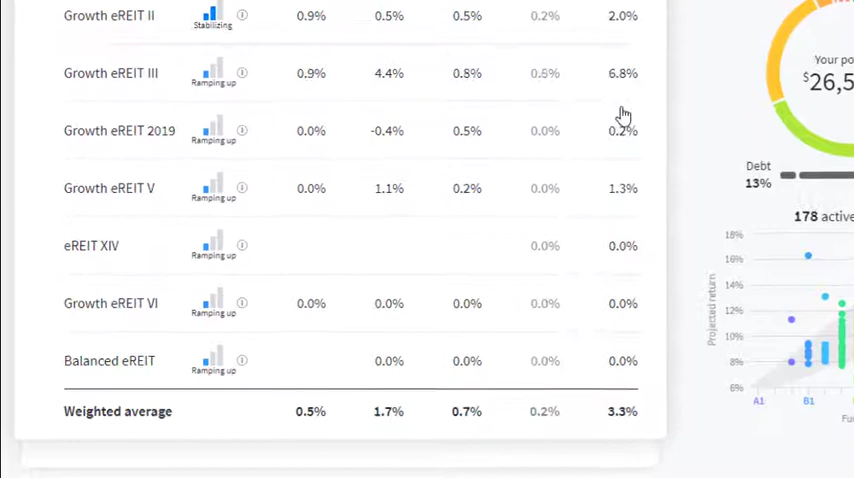 Growth eREIT II Stabilizing 0.9% 0.5% 0.5% 0.2% 2.0%
Growth eREIT III Ramping up 0.9% 4.4% 0.8% 6.8%
Growth eREIT 2019 Ramping up 0.0% -0.4% 0.5% 0.0% 0.2%
Growth eREIT V Ramping up 0.0% 1.1% 0.2% 0.0% 1.3%
eREIT XIV Ramping up 0.0% 0.0%
Growth eREIT VI Ramping up 0.0% 0.0% 0.0% 0.0% 0.0%
Balanced eREIT Ramping up 0.0% 0.0% 0.0% 0.0%
Weighted average 0.5% 1.7% 0.7% 0.2% 3.3%
Your po
$26,5
Debt
13%
178 active
18%
16%
14%
12%
10%
8%
6%
Projected return
A1 B1
Fu